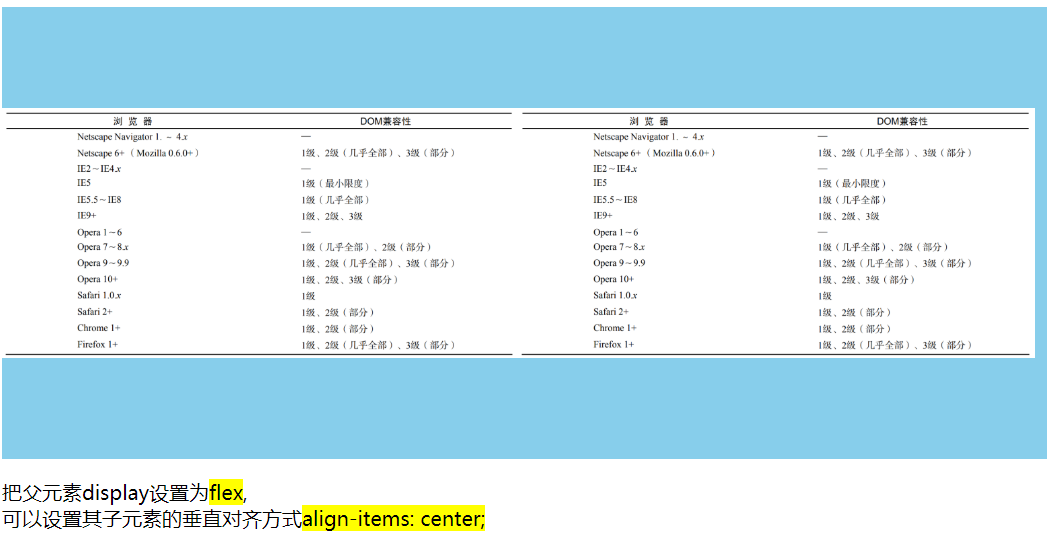 浏 览 器 DOM兼容性 浏 览 器 DOM兼容性
Netscape Navigator 1. ~ 4.x — Netscape Navigator 1. ~ 4.x —
Netscape 6+（Mozilla 0.6.0+） 1级、2级（几乎全部）、3级（部分） Netscape 6+（Mozilla 0.6.0+） 1级、2级（几乎全部）、3级（部分）
IE2～IE4.x — IE2～IE4.x —
IE5 1级（最小限度） IE5 1级（最小限度）
IE5.5～IE8 1级（几乎全部） IE5.5～IE8 1级（几乎全部）
IE9+ 1级、2级、3级 IE9+ 1级、2级、3级
Opera 1～6 — Opera 1～6 —
Opera 7～8.x 1级（几乎全部）、2级（部分） Opera 7～8.x 1级（几乎全部）、2级（部分）
Opera 9～9.9 1级、2级（几乎全部）、3级（部分） Opera 9～9.9 1级、2级（几乎全部）、3级（部分）
Opera 10+ 1级、2级、3级（部分） Opera 10+ 1级、2级、3级（部分）
Safari 1.0.x 1级 Safari 1.0.x 1级
Safari 2+ 1级、2级（部分） Safari 2+ 1级、2级（部分）
Chrome 1+ 1级、2级（部分） Chrome 1+ 1级、2级（部分）
Firefox 1+ 1级、2级（几乎全部）、3级（部分） Firefox 1+ 1级、2级（几乎全部）、3级（部分）
把父元素display设置为flex,
可以设置其子元素的垂直对齐方式align-items: center;